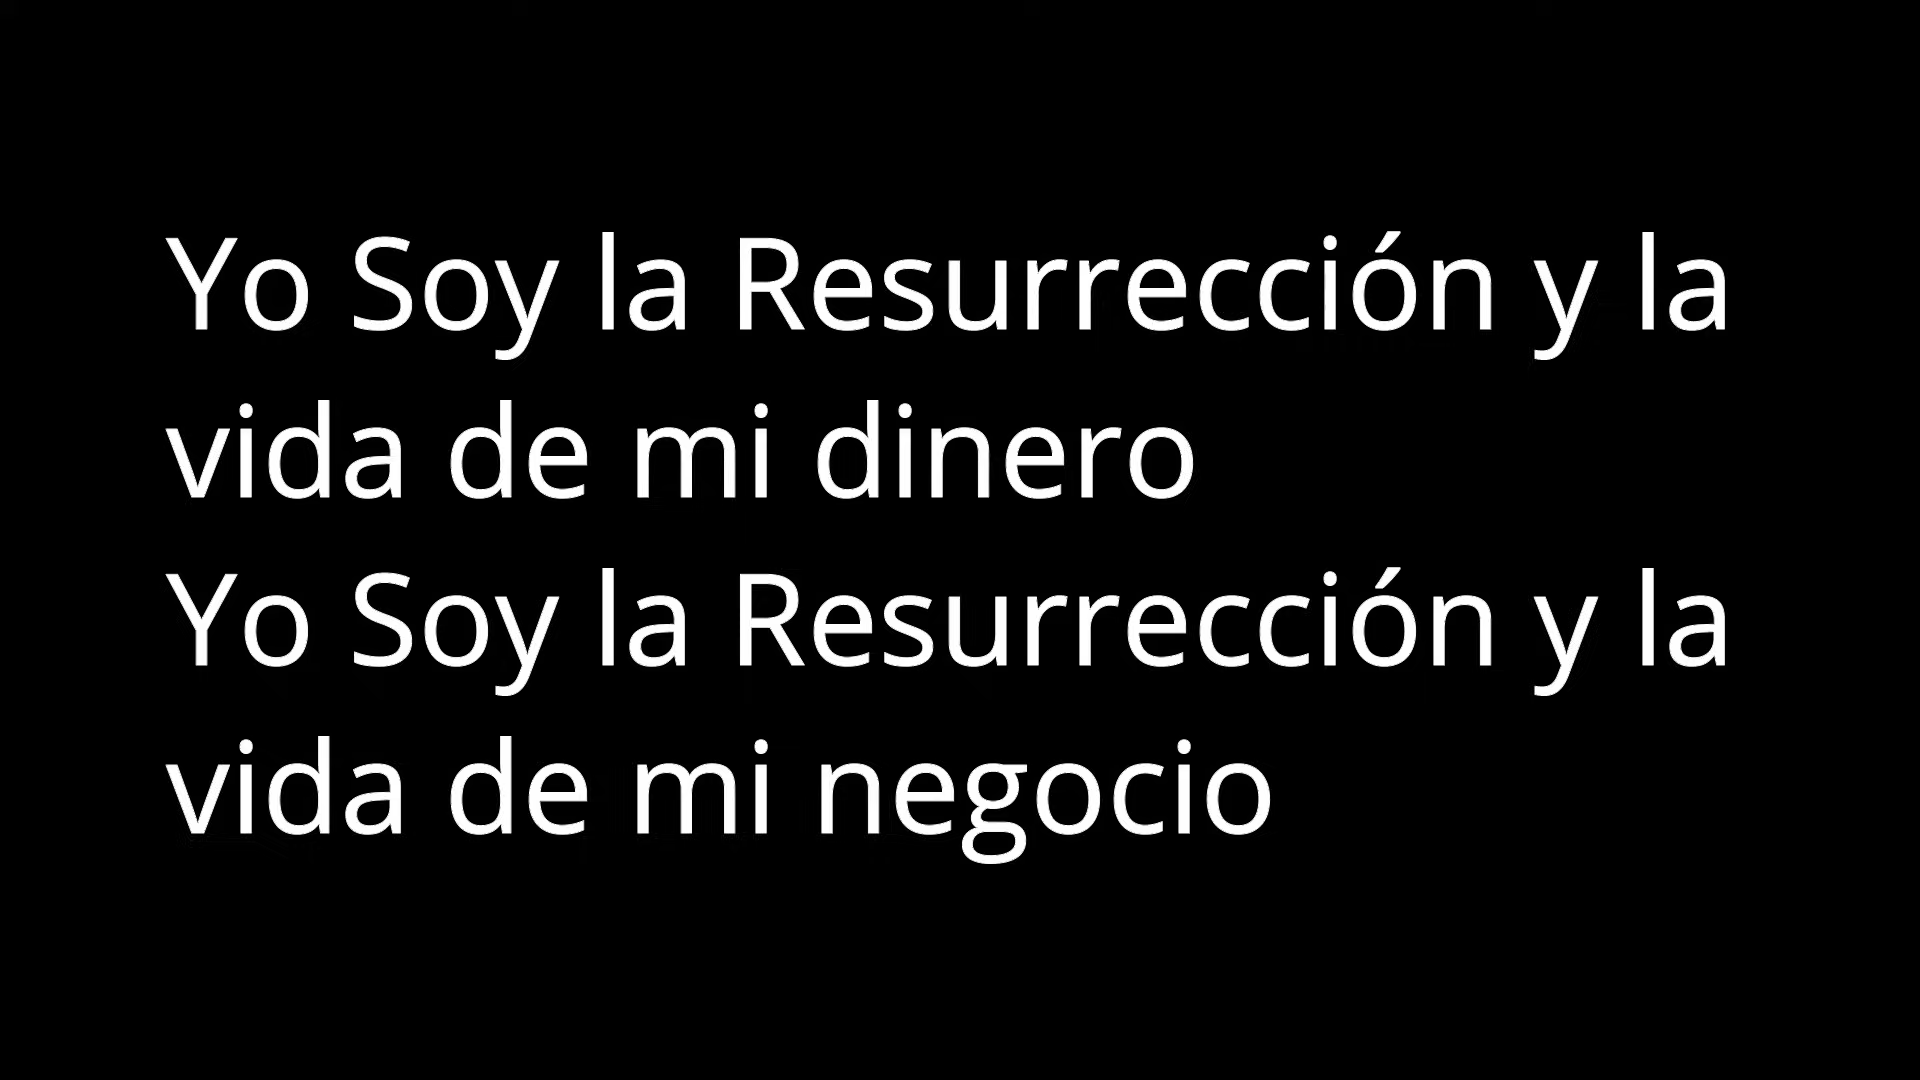 Yo Soy la Resurrección y la
vida de mi dinero
Yo Soy la Resurrección y la
vida de mi negocio